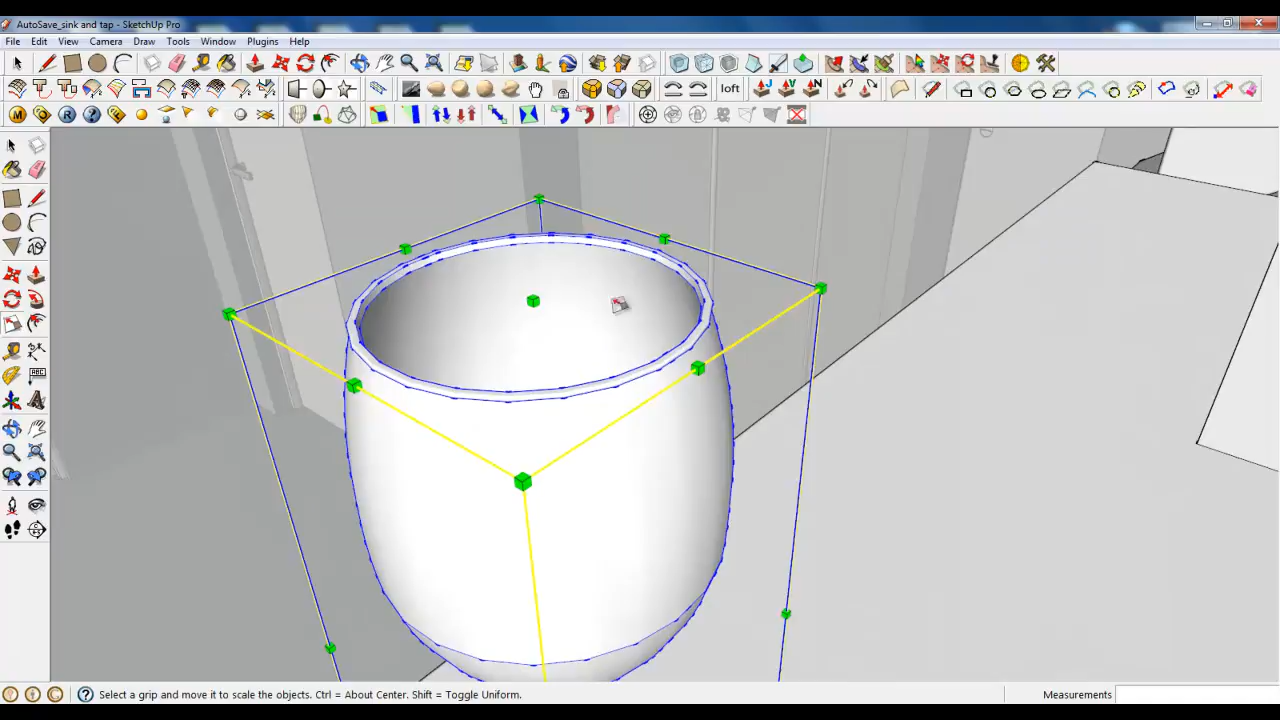 AutoSave_sink and tap - SketchUp Pro
File Edit View Camera Draw Tools Window Plugins Help
loft
M R
ABC
Select a grip and move it to scale the objects. Ctrl = About Center. Shift = Toggle Uniform.
Measurements